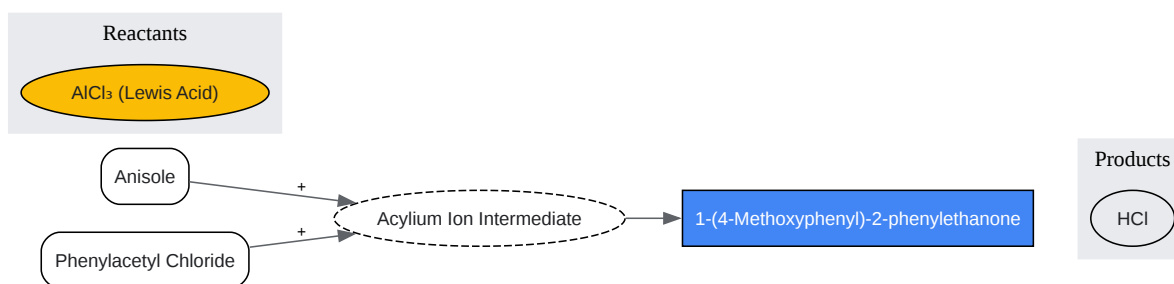 Reactants
AlCl₃ (Lewis Acid)
Anisole
+
Phenylacetyl Chloride
+
Acylium Ion Intermediate
1-(4-Methoxyphenyl)-2-phenylethanone
Products
HCl